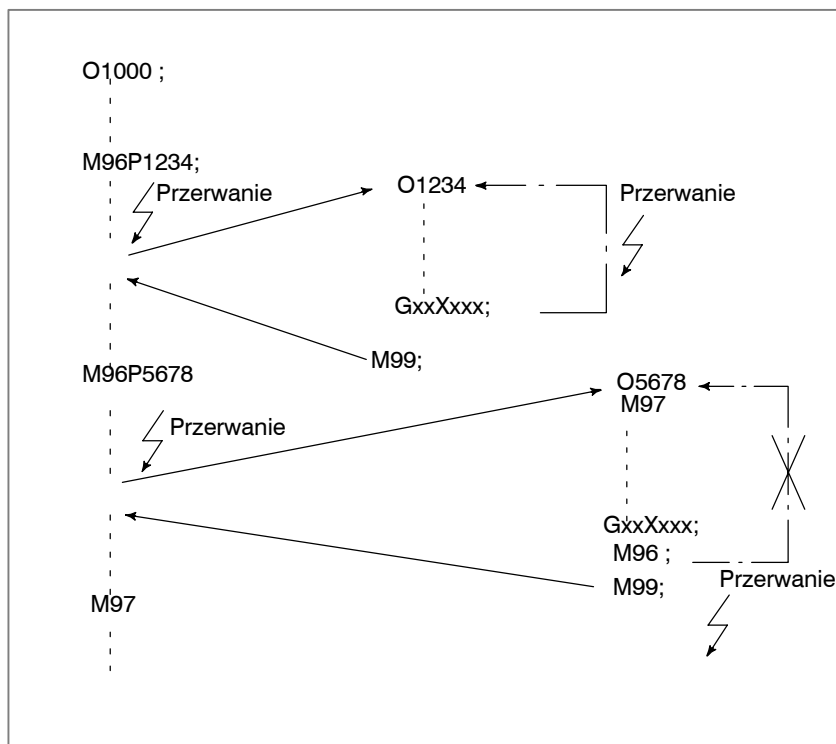 O1000 ;
M96P1234;
Przerwanie
O1234
Przerwanie
GxxXxxx;
M99;
M96P5678
O5678
M97
Przerwanie
GxxXxxx;
M96 ;
Przerwanie
M99;
M97